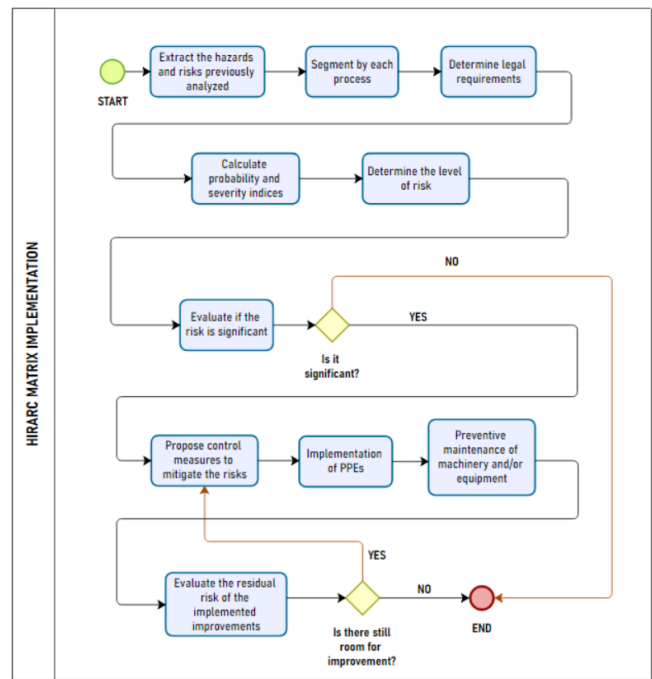 HIRARC MATRIX IMPLEMENTATION
START
Extract the hazards
and risks previously
analyzed
Segment by each
process
Determine legal
requirements
Calculate
probability and
severity indices
Determine the level
of risk
Evaluate if the
risk is significant
Is it
significant?
NO
YES
Propose control
measures to
mitigate the risks
Implementation
of PPEs
Preventive
maintenance of
machinery and/or
equipment
Evaluate the residual
risk of the
implemented
improvements
YES
Is there still
room for
improvement?
NO
END